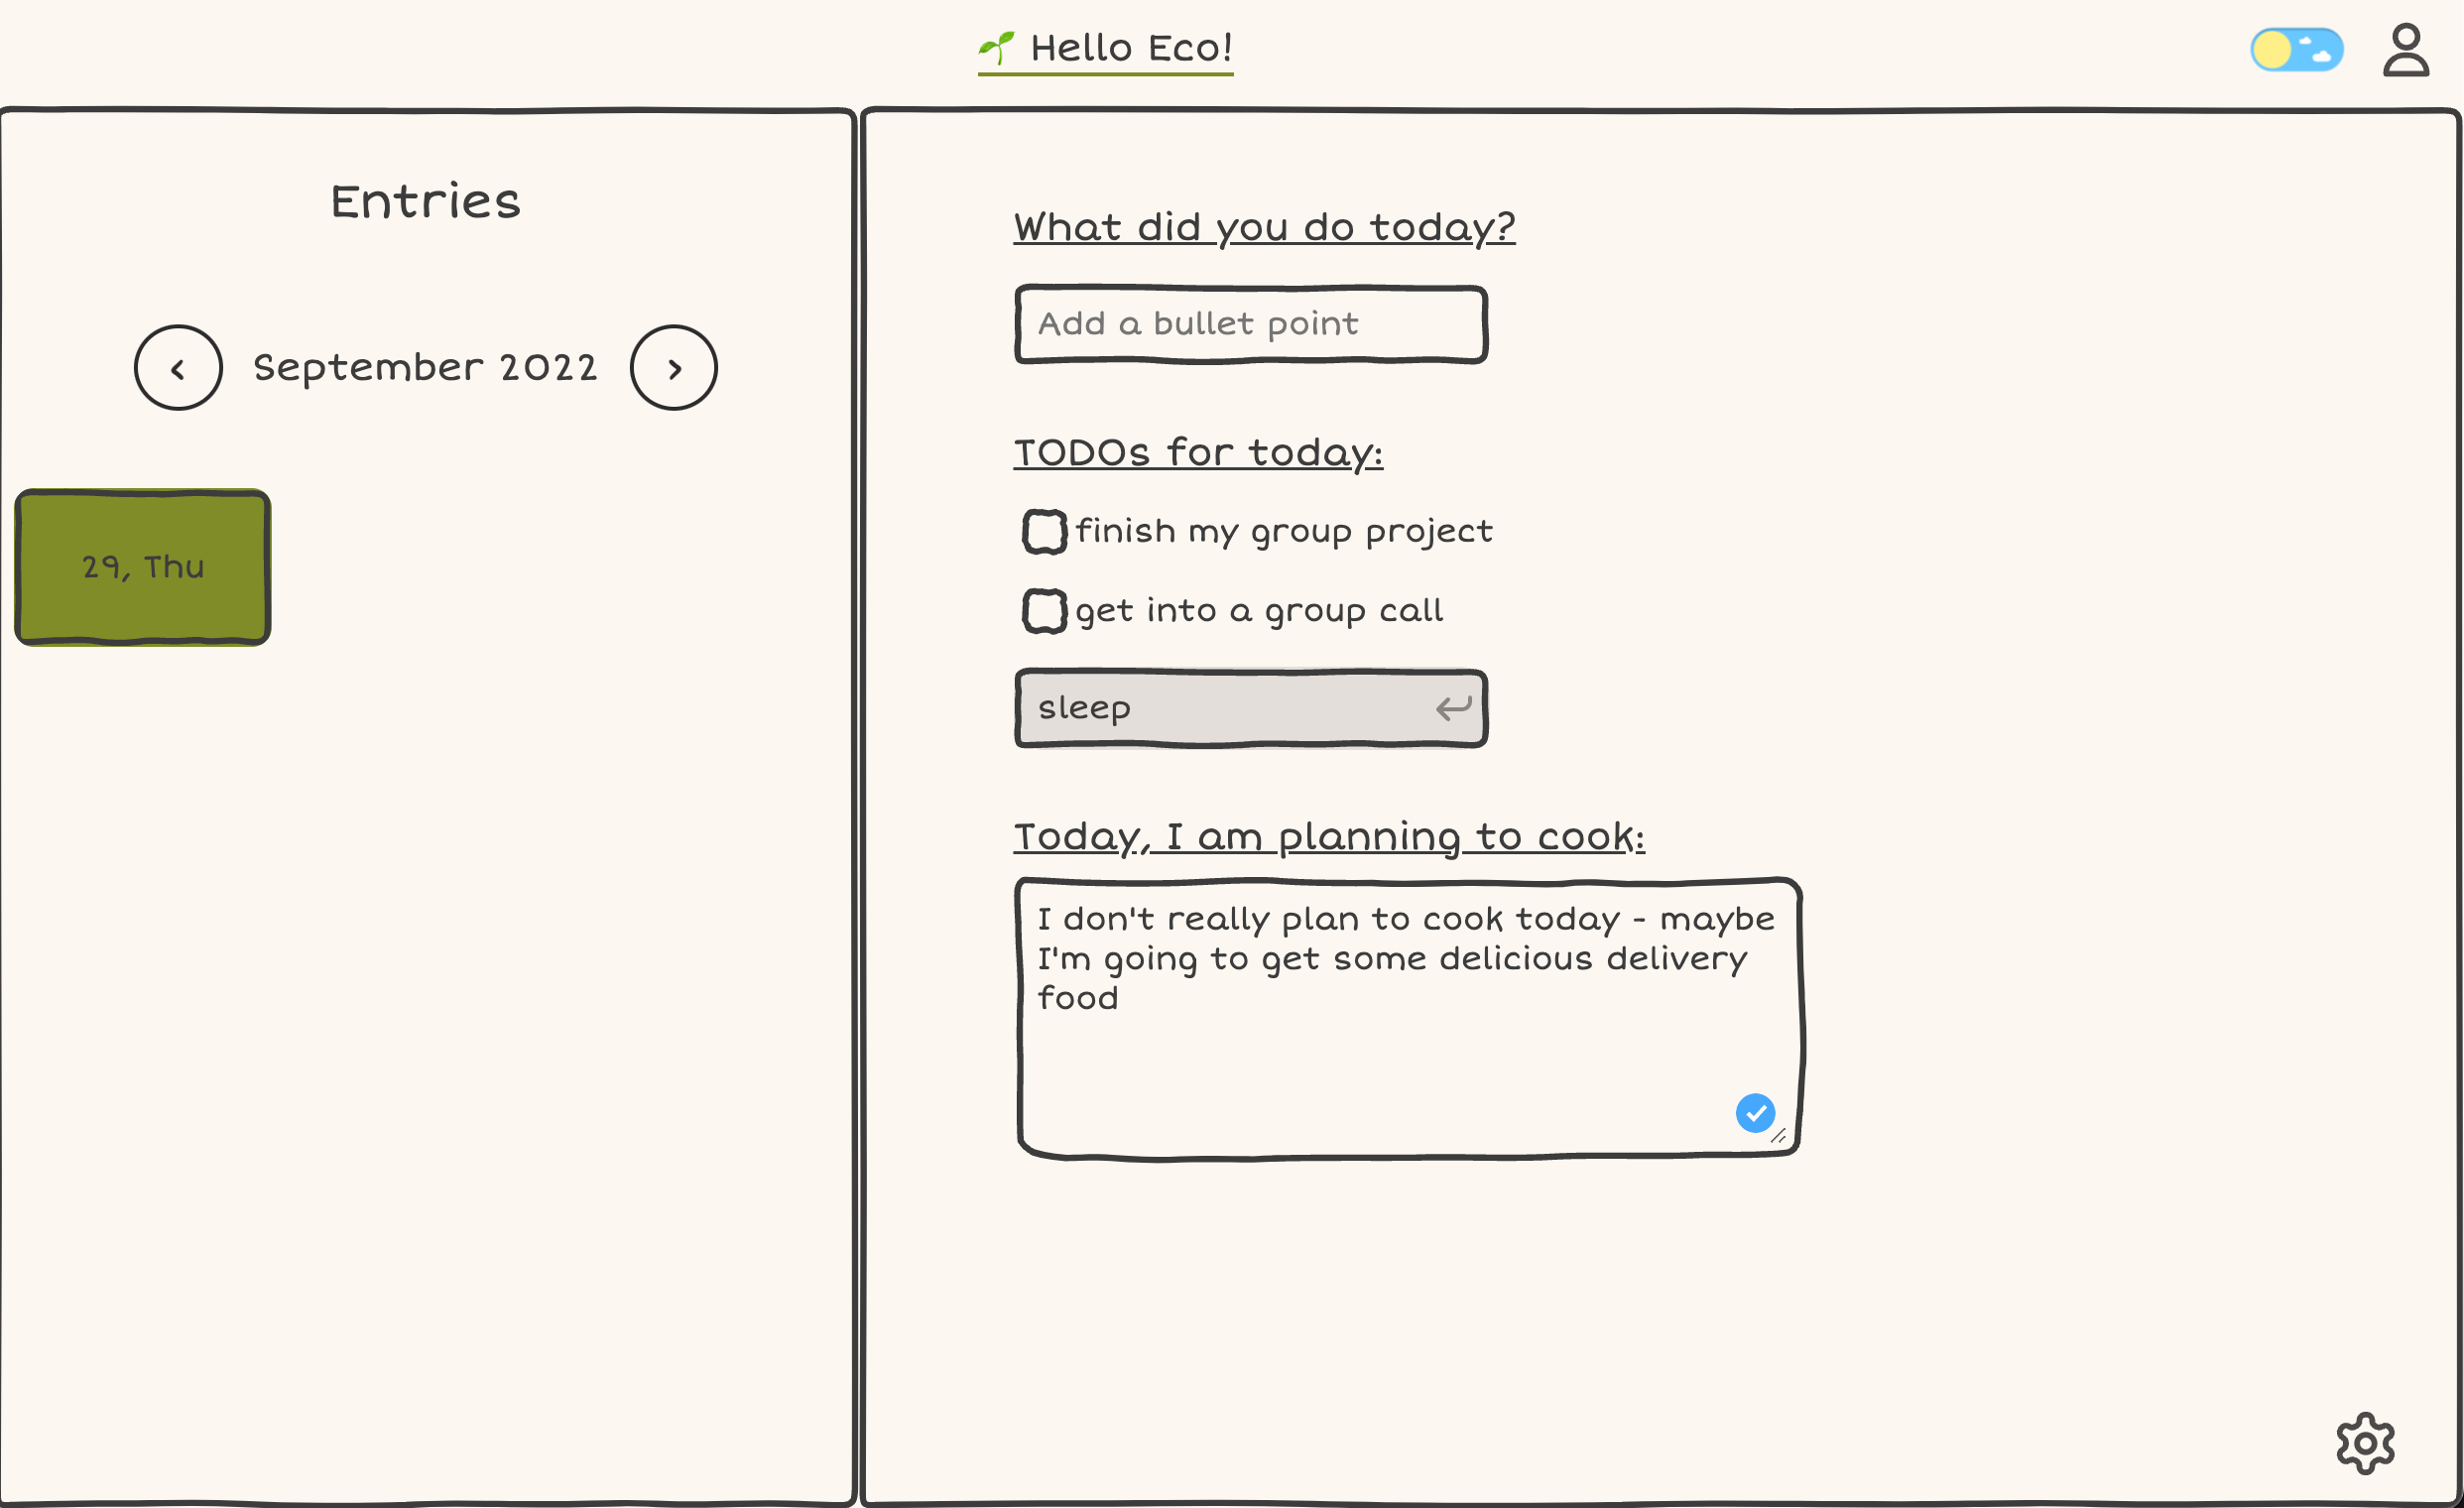 Hello Eco!
Entries
September 2022
29, Thu
What did you do today?
Add a bullet point
TODOs for today:
finish my group project
get into a group call
sleep
Today, I am planning to cook:
I don't really plan to cook today - maybe
I'm going to get some delicious delivery
food